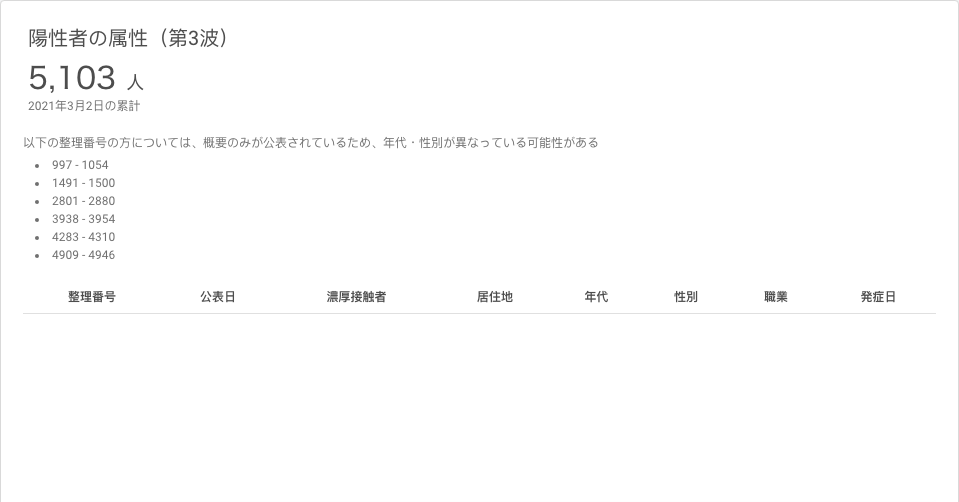 陽性者の属性（第3波）
5,103 人
2021年3月2日の累計
以下の整理番号の方については、概要のみが公表されているため、年代・性別が異なっている可能性がある
997 - 1054
1491 - 1500
2801 - 2880
3938 - 3954
4283 - 4310
4909 - 4946
整理番号 公表日 濃厚接触者 居住地 年代 性別 職業 発症日